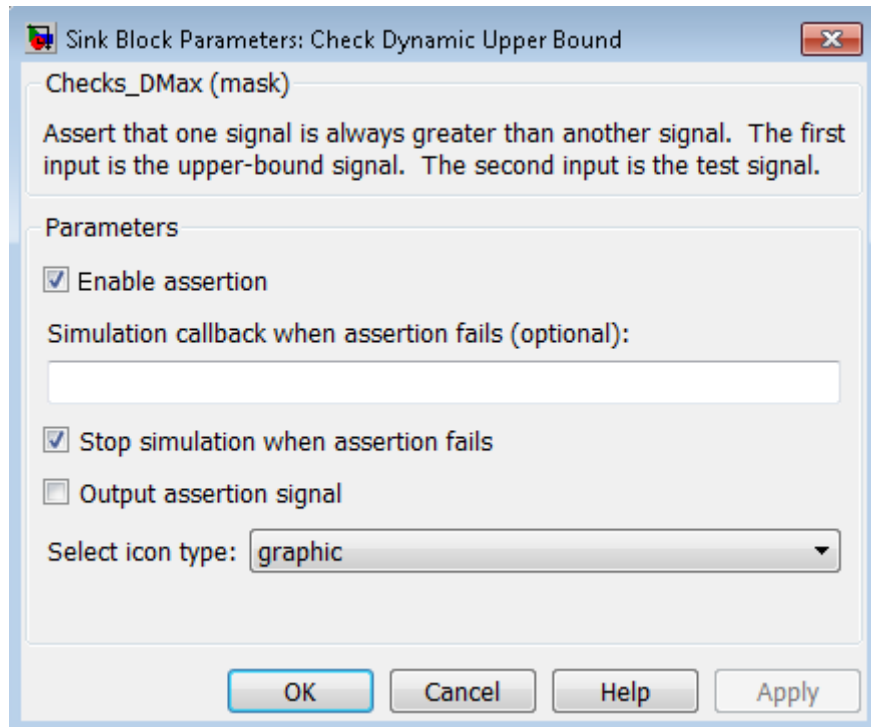 Sink Block Parameters: Check Dynamic Upper Bound
Checks_DMax (mask)
Assert that one signal is always greater than another signal.  The first
input is the upper-bound signal.  The second input is the test signal.
Parameters
Enable assertion
Simulation callback when assertion fails (optional):
Stop simulation when assertion fails
Output assertion signal
Select icon type: graphic
OK Cancel Help Apply